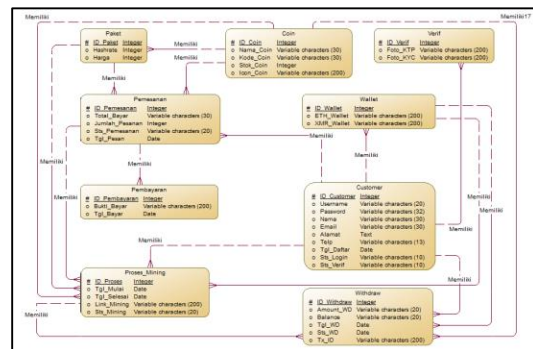 Memiliki
Memiliki17
Paket
# ID_Paket Integer
o Hashrate Integer
o Harga Integer
Memiliki
Memiliki
Coin
# ID_Coin Integer
o Nama_Coin Variable characters (30)
o Kode_Coin Variable characters (30)
o Stok_Coin Integer
o Icon_Coin Variable characters (200)
Verif
# ID_Verif Integer
o Foto_KTP Variable characters (200)
o Foto_KYC Variable characters (200)
Memiliki
Pemesanan
# ID_Pemesanan Integer
o Total_Bayar Variable characters (30)
o Jumlah_Pesanan Integer
o Sts_Pemesanan Variable characters (20)
o Tgl_Pesan Date
Wallet
# ID_Wallet Integer
o ETH_Wallet Variable characters (200)
o XMR_Wallet Variable characters (200)
Memiliki
Memiliki
Memiliki
Memiliki
Memiliki
Memiliki
Memiliki
Pembayaran
# ID_Pembayaran Integer
o Bukti_Bayar Variable characters (200)
o Tgl_Bayar Date
Customer
# ID_Customer Integer
o Username Variable characters (20)
o Password Variable characters (32)
o Nama Variable characters (30)
o Email Variable characters (30)
o Alamat Text
o Telp Variable characters (13)
o Tgl_Daftar Date
o Sts_Login Variable characters (10)
o Sts_Verif Variable characters (10)
Memiliki
Memiliki
Memiliki
Proses_Mining
# ID_Proses Integer
o Tgl_Mulai Date
o Tgl_Selesai Date
o Link_Mining Variable characters (200)
o Sts_Mining Variable characters (20)
Memiliki
Memiliki
Withdraw
# ID_Withdraw Integer
o Amount_WD Variable characters (20)
o Balance Variable characters (20)
o Tgl_WD Date
o Sts_WD Date
o Tx_ID Variable characters (200)